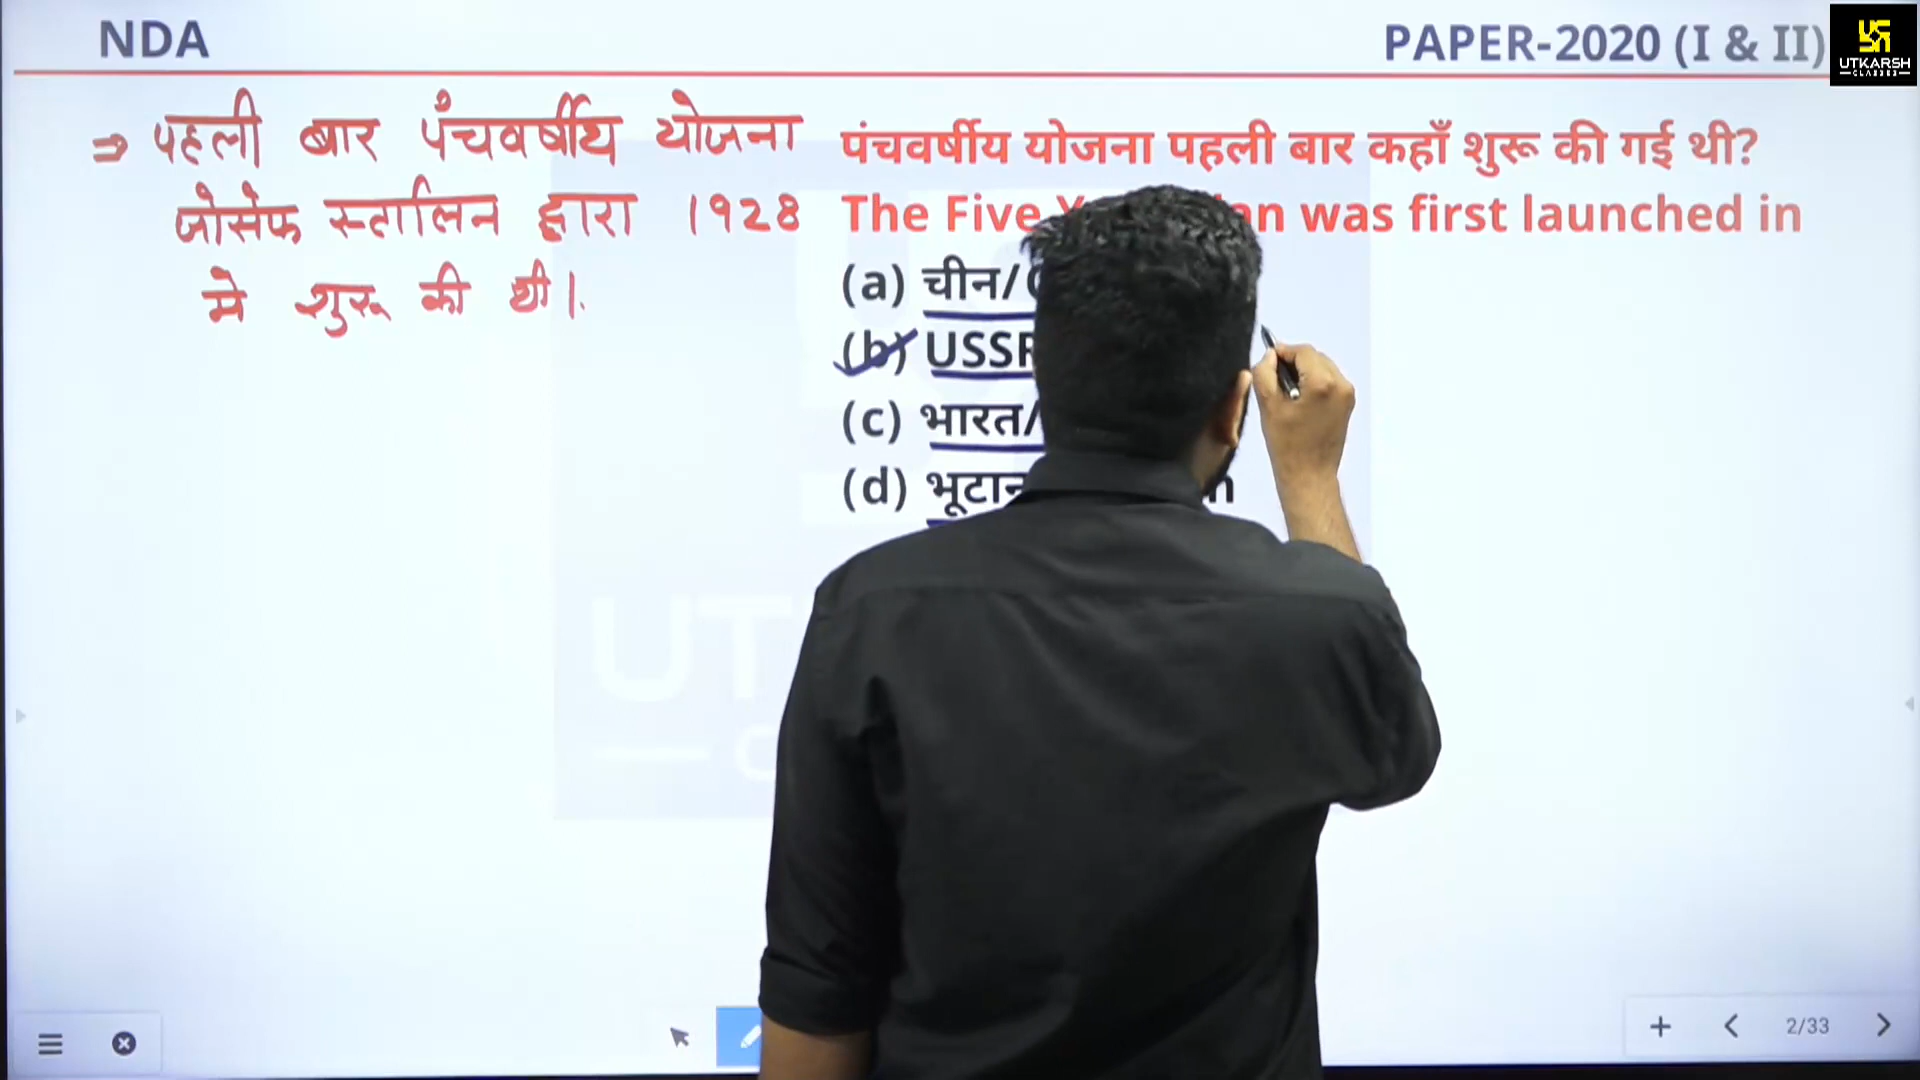 NDA
PAPER-2020 (I & II)
UTKARSH
CLASSES
⇒ पहली बार पंचवर्षीय योजना
जोसेफ स्तालिन द्वारा 1928
मे शुरू की थी।
पंचवर्षीय योजना पहली बार कहाँ शुरू की गई थी?
The Five was first launched in
(a) चीन/
(b) USSR
(c) भारत/
(d) भूटान
2/33